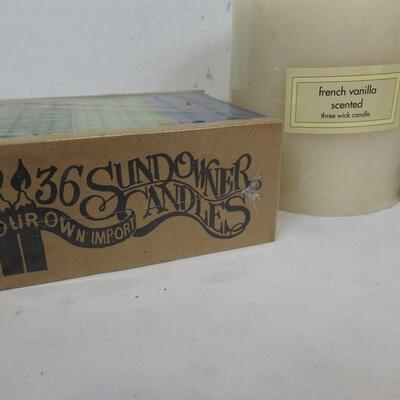 36 SUNDOWNER
CANDLES
OUR OWN IMPORT
french vanilla
scented
three wick candle